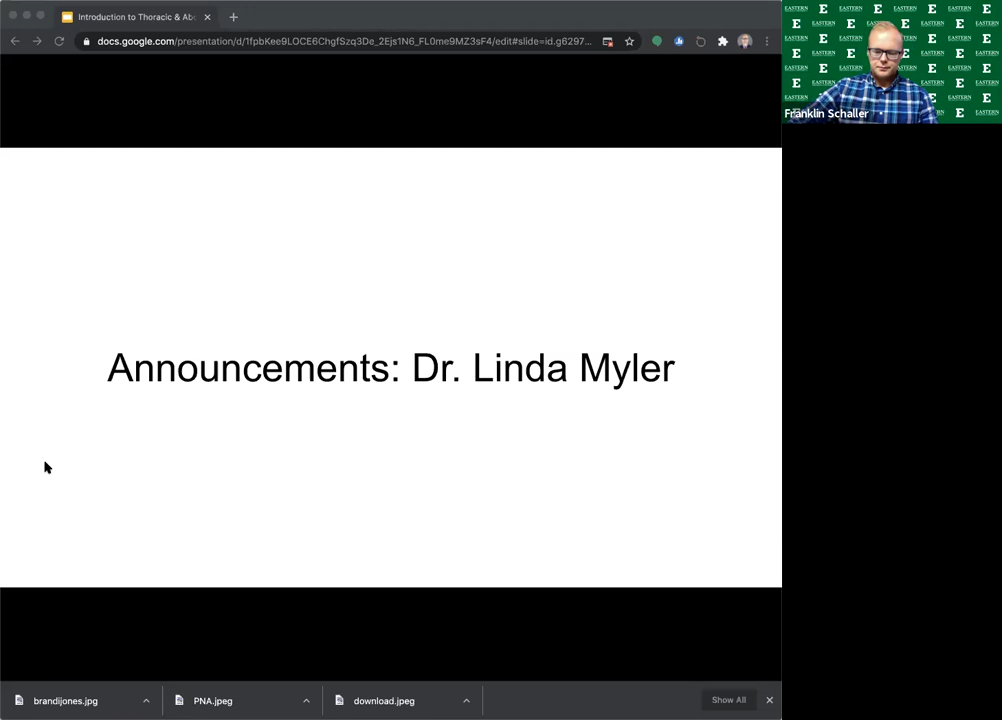 Introduction to Thoracic & Ab
docs.google.com/presentation/d/1fpbKee9LOCE6ChgfSzq3De_2Ejs1N6_FL0me9MZ3sF4/edit#slide=id.g6297...
EASTERN
E
Franklin Schaller
Announcements: Dr. Linda Myler
brandijones.jpg
PNA.jpeg
download.jpeg
Show All